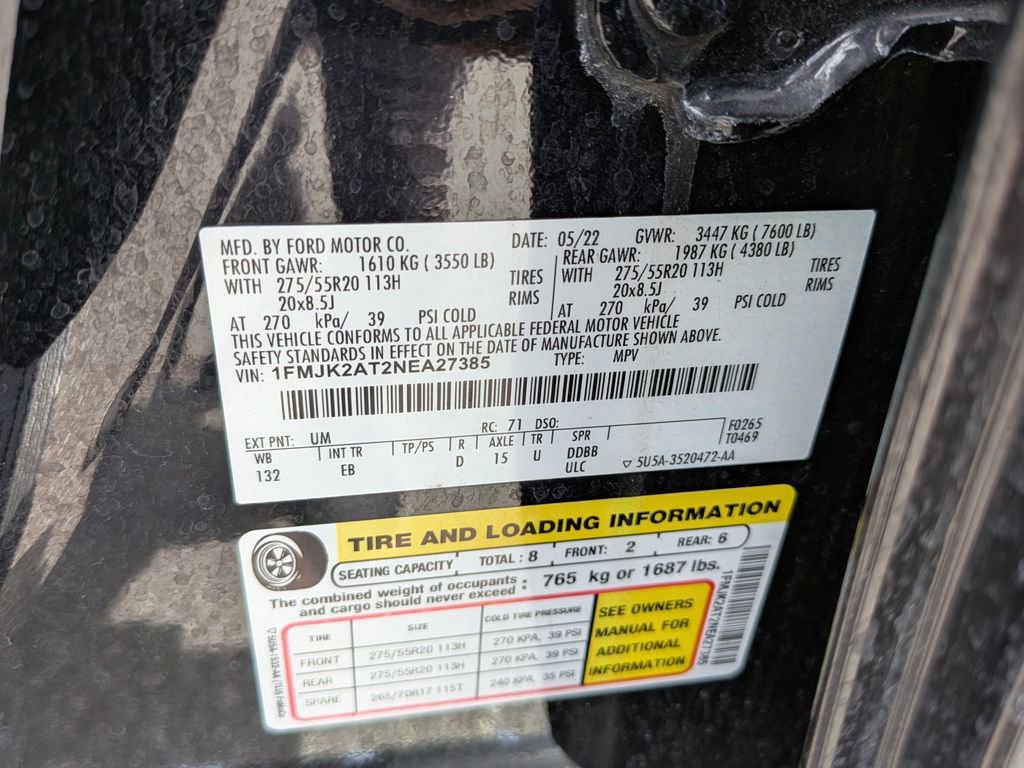 MFD. BY FORD MOTOR CO. DATE: 05/22 GVWR: 3447 KG ( 7600 LB)
FRONT GAWR: 1610 KG ( 3550 LB) REAR GAWR: 1987 KG ( 4380 LB)
WITH 275/55R20 113H TIRES WITH 275/55R20 113H TIRES
20x8.5J RIMS 20x8.5J RIMS
AT 270 kPa/ 39 PSI COLD AT 270 kPa/ 39 PSI COLD
THIS VEHICLE CONFORMS TO ALL APPLICABLE FEDERAL MOTOR VEHICLE
SAFETY STANDARDS IN EFFECT ON THE DATE OF MANUFACTURE SHOWN ABOVE.
VIN: 1FMJK2AT2NEA27385 TYPE: MPV
EXT PNT: UM RC: 71 DSO: F0265
WB INT TR TP/PS R AXLE TR SPR T0469
132 EB D 15 U DDBB
ULC ▽ 5U5A-3520472-AA
TIRE AND LOADING INFORMATION
SEATING CAPACITY TOTAL : 8 FRONT: 2 REAR: 6
The combined weight of occupants and cargo should never exceed : 765 kg or 1687 lbs.
TIRE SIZE COLD TIRE PRESSURE
FRONT 275/55R20 113H 270 KPA, 39 PSI
REAR 275/55R20 113H 270 KPA, 39 PSI
SPARE 265/70R17 115T 240 KPA, 35 PSI
SEE OWNERS
MANUAL FOR
ADDITIONAL
INFORMATION
1FMJK2AT2NEA27385